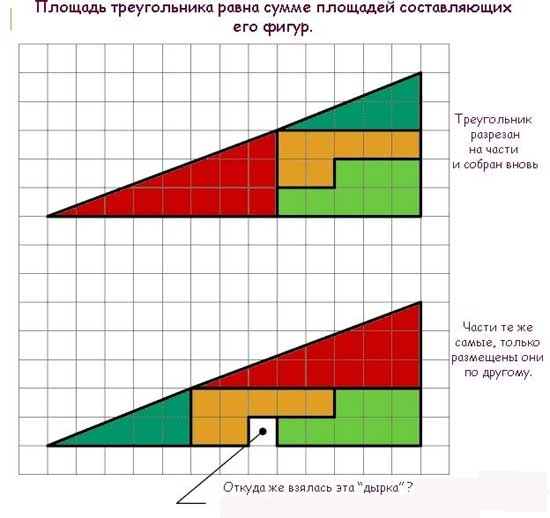 Площадь треугольника равна сумме площадей составляющих
его фигур.
Треугольник
разрезан
на части
и собран вновь
Части те же
самые, только
размещены они
по другому.
Откуда же взялась эта "дырка"?